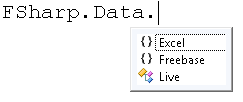 FSharp.Data.
{} Excel
{} Freebase
Live